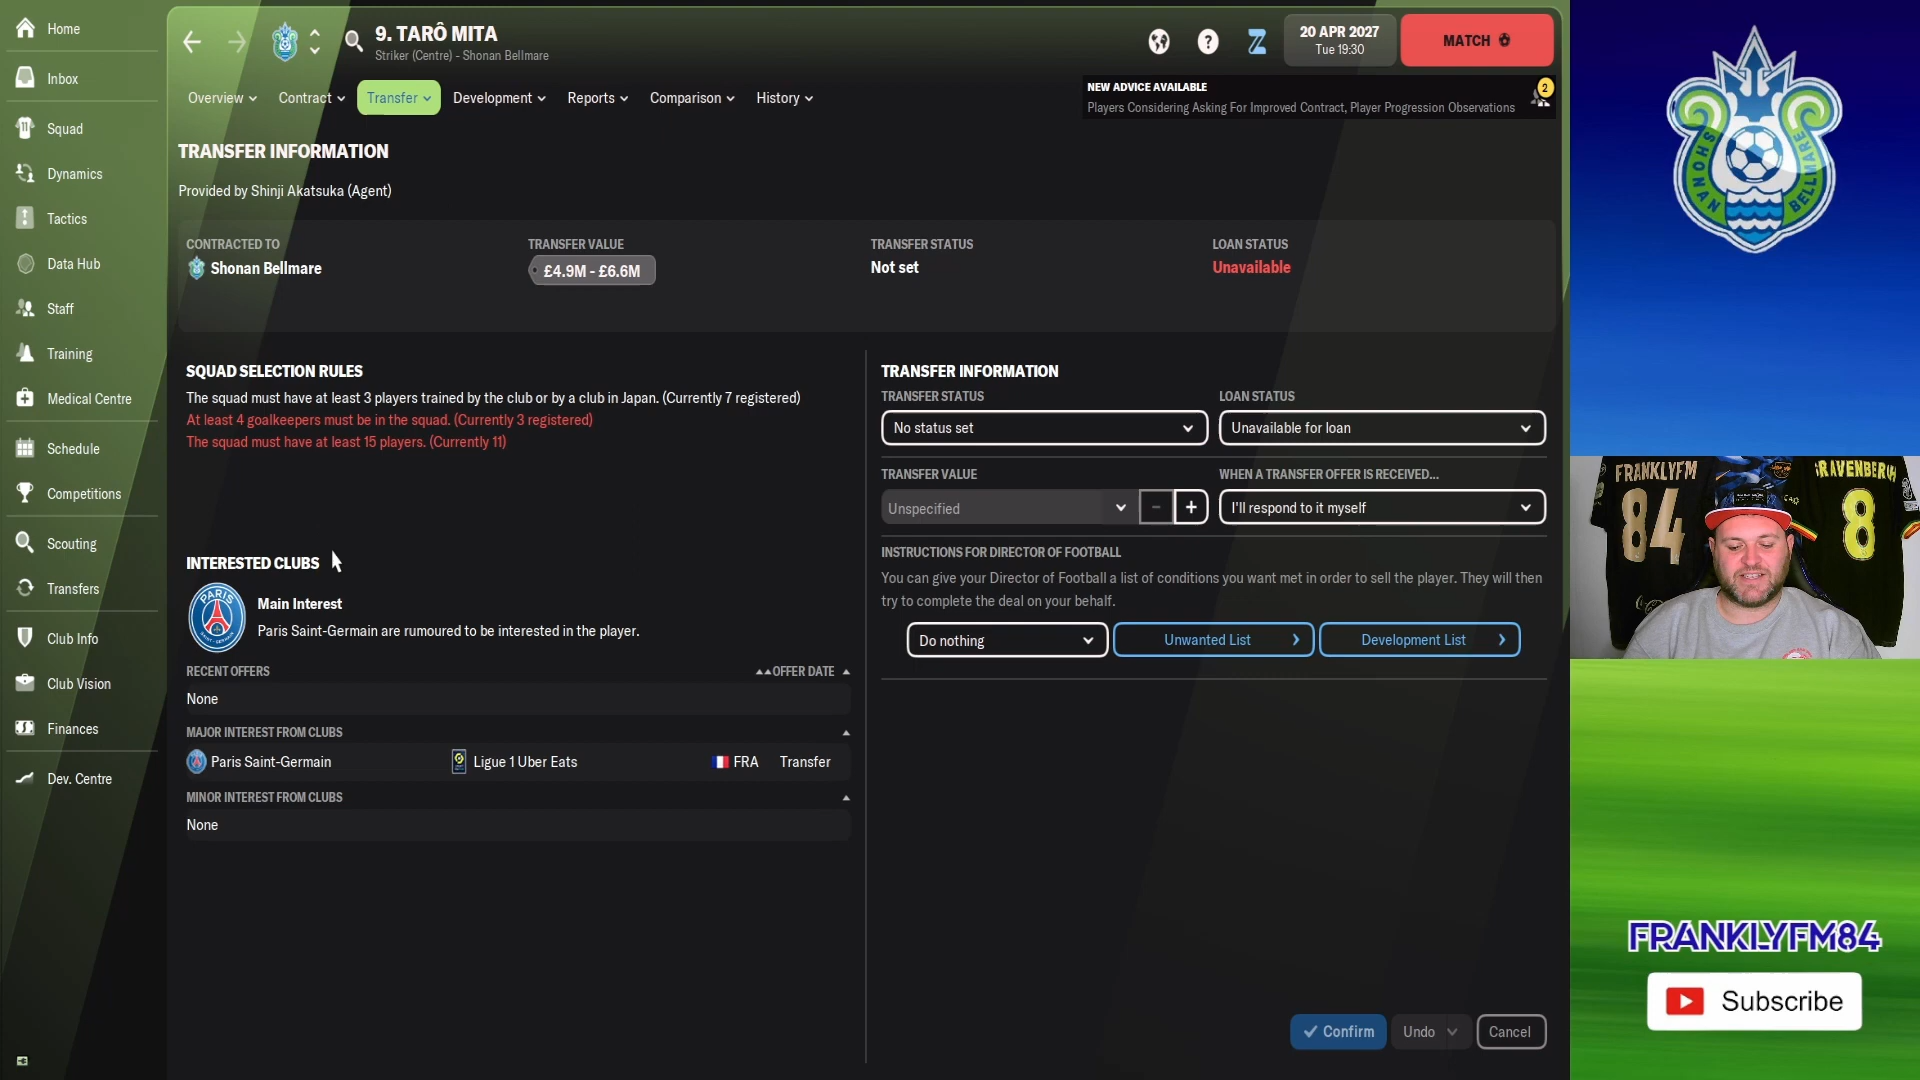 Home
Inbox
Squad
Dynamics
Tactics
Data Hub
Staff
Training
Medical Centre
Schedule
Competitions
Scouting
Transfers
Club Info
Club Vision
Finances
Dev. Centre
9. TARÔ MITA
Striker (Centre) - Shonan Bellmare
20 APR 2027
Tue 19:30
MATCH
Overview
Contract
Transfer
Development
Reports
Comparison
History
NEW ADVICE AVAILABLE
Players Considering Asking For Improved Contract, Player Progression Observations
2
TRANSFER INFORMATION
Provided by Shinji Akatsuka (Agent)
CONTRACTED TO
Shonan Bellmare
TRANSFER VALUE
£4.9M - £6.6M
TRANSFER STATUS
Not set
LOAN STATUS
Unavailable
SQUAD SELECTION RULES
The squad must have at least 3 players trained by the club or by a club in Japan. (Currently 7 registered)
At least 4 goalkeepers must be in the squad. (Currently 3 registered)
The squad must have at least 15 players. (Currently 11)
INTERESTED CLUBS
PARIS
Main Interest
Paris Saint-Germain are rumoured to be interested in the player.
RECENT OFFERS
OFFER DATE
None
MAJOR INTEREST FROM CLUBS
Paris Saint-Germain
Ligue 1 Uber Eats
FRA
Transfer
MINOR INTEREST FROM CLUBS
None
TRANSFER INFORMATION
TRANSFER STATUS
No status set
LOAN STATUS
Unavailable for loan
TRANSFER VALUE
Unspecified
- +
WHEN A TRANSFER OFFER IS RECEIVED...
I'll respond to it myself
INSTRUCTIONS FOR DIRECTOR OF FOOTBALL
You can give your Director of Football a list of conditions you want met in order to sell the player. They will then
try to complete the deal on your behalf.
Do nothing
Unwanted List
Development List
Confirm
Undo
Cancel
SHONAN BELLMARE
FRANKLYFM
84
GRAVENBERCH
8
FRANKLYFM84
Subscribe